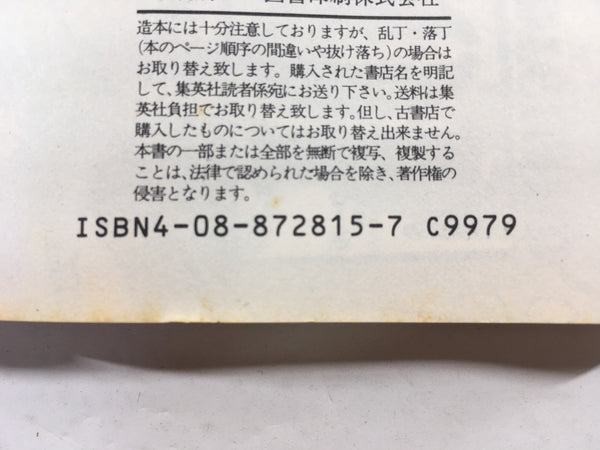 図書印刷株式会社
造本には十分注意しておりますが、乱丁・落丁
(本のページ順序の間違いや抜け落ち)の場合は
お取り替え致します。購入された書店名を明記
して、集英社読者係宛にお送り下さい。送料は集
英社負担でお取り替え致します。但し、古書店で
購入したものについてはお取り替え出来ません。
本書の一部または全部を無断で複写、複製する
ことは、法律で認められた場合を除き、著作権の
侵害となります。
ISBN4-08-872815-7 C9979